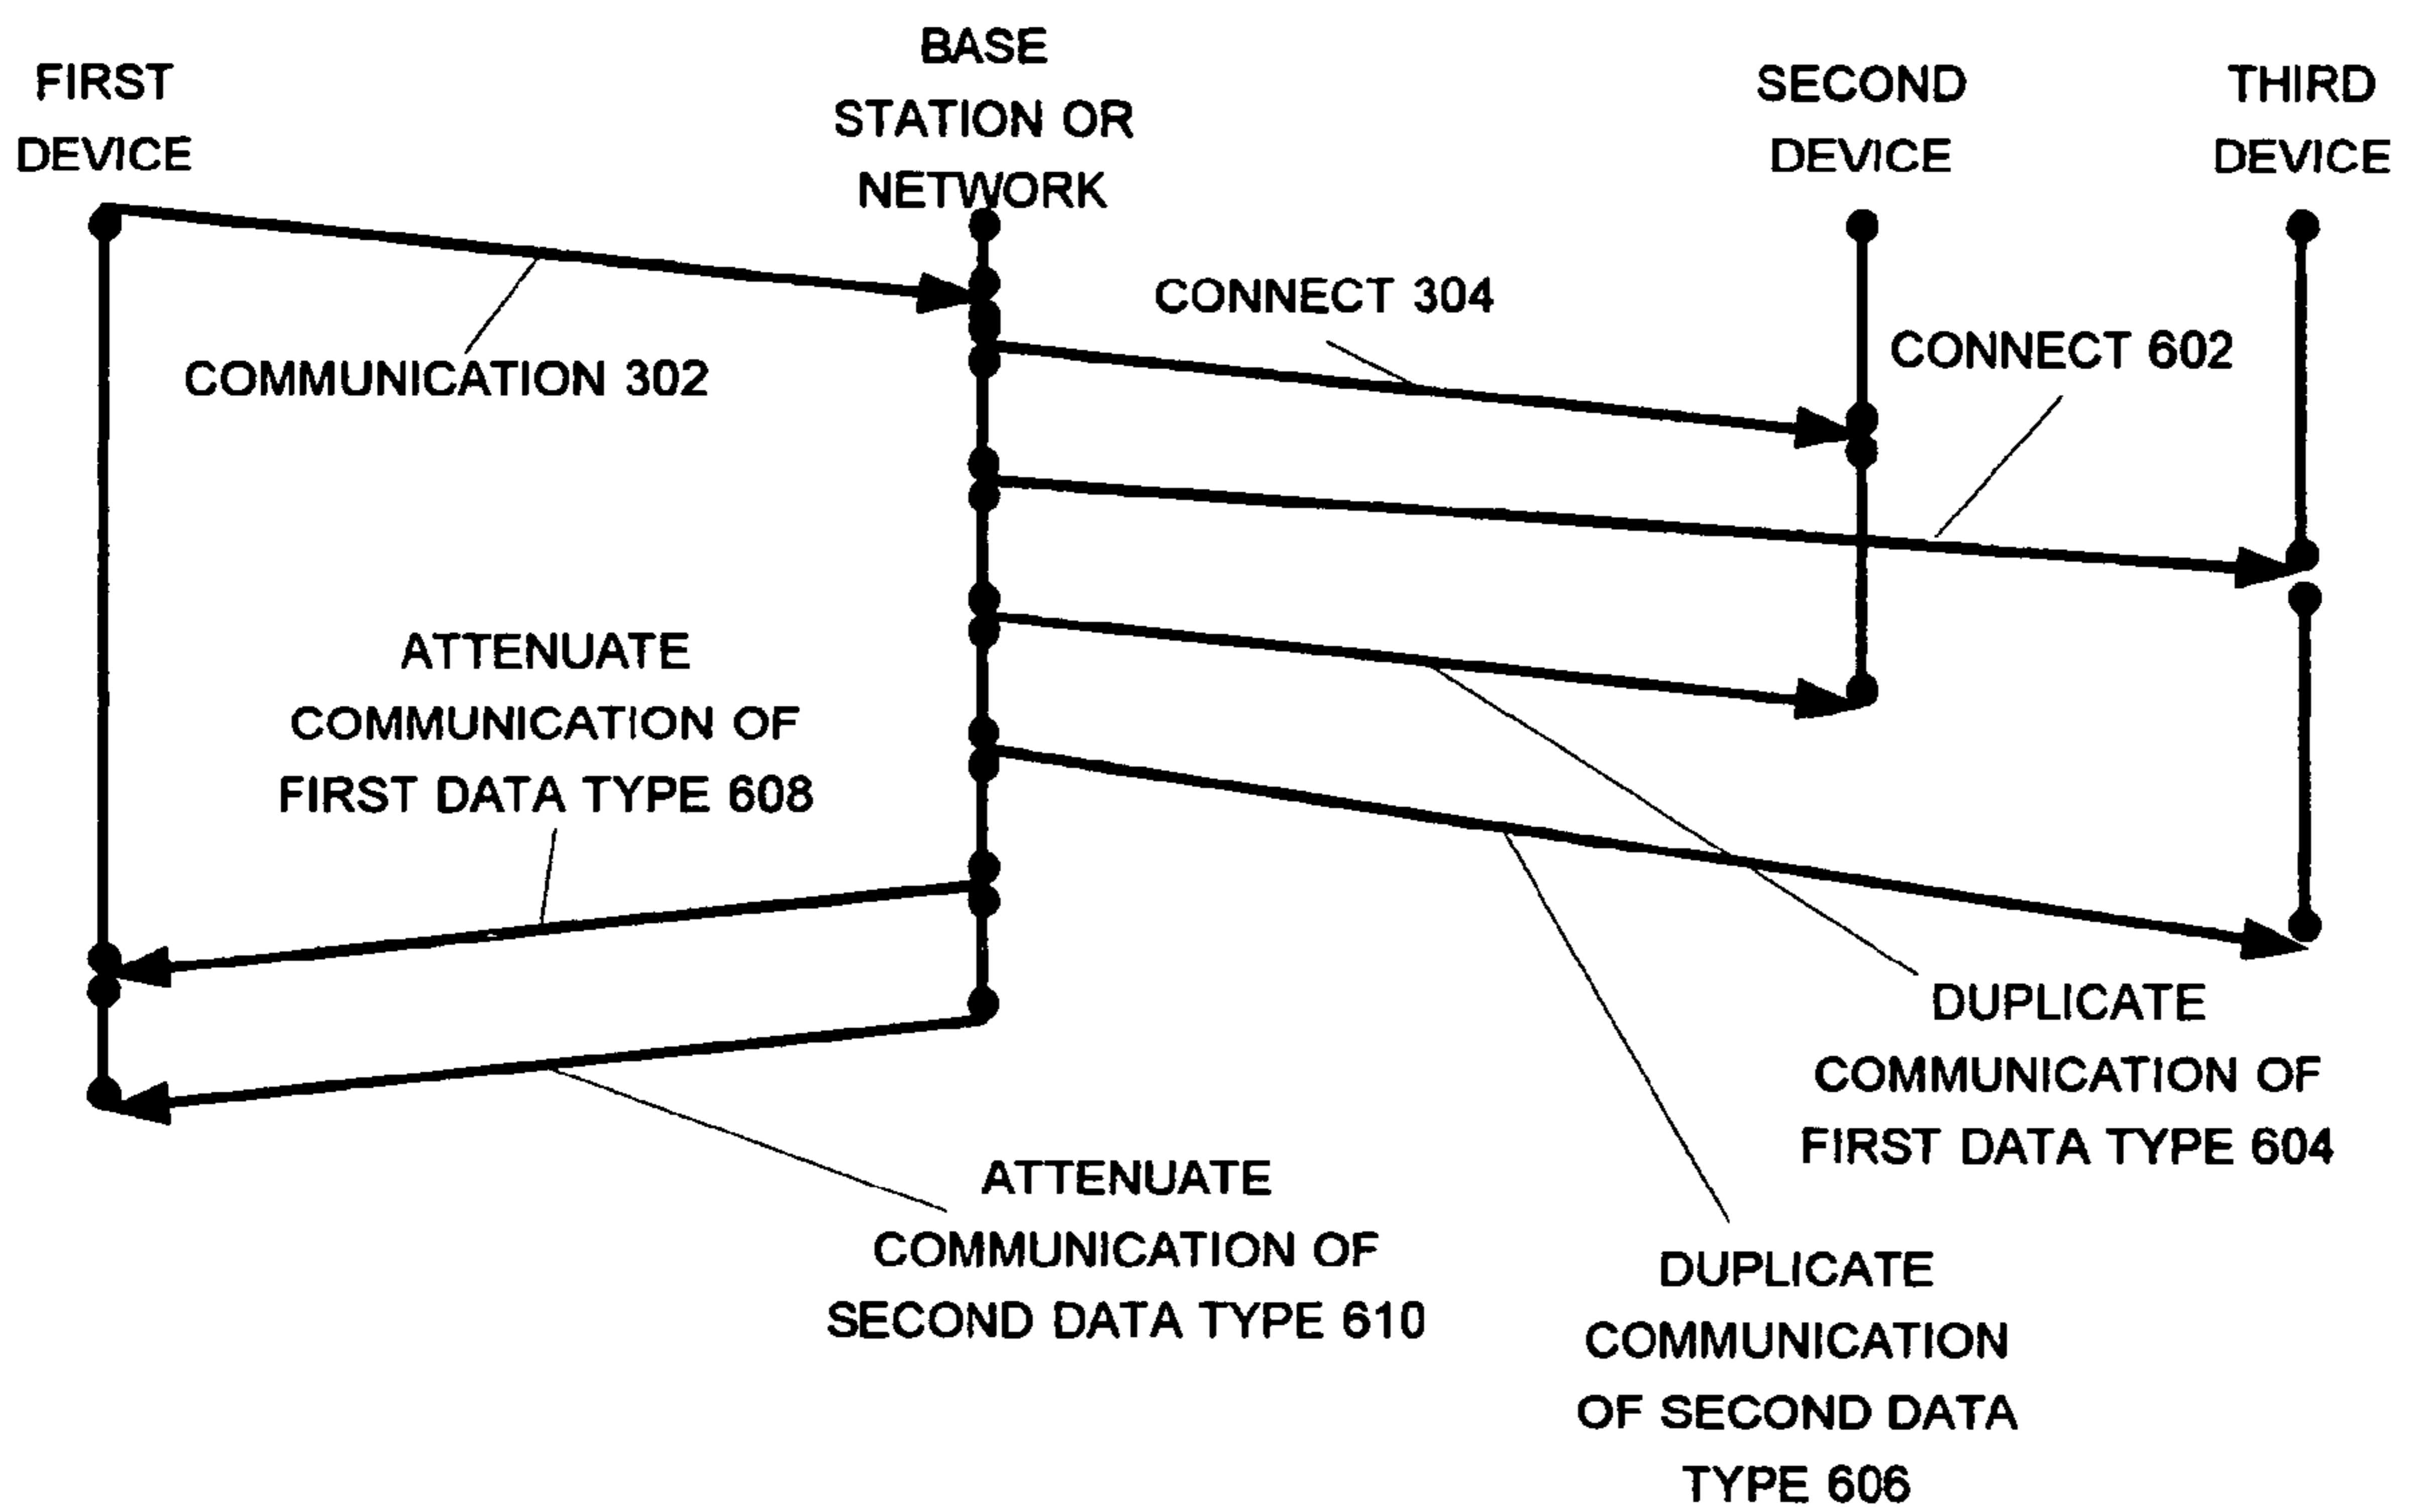 FIRST
DEVICE
BASE
STATION OR
NETWORK
SECOND
DEVICE
THIRD
DEVICE
COMMUNICATION 302
CONNECT 304
CONNECT 602
ATTENUATE
COMMUNICATION OF
FIRST DATA TYPE 608
DUPLICATE
COMMUNICATION OF
FIRST DATA TYPE 604
ATTENUATE
COMMUNICATION OF
SECOND DATA TYPE 610
DUPLICATE
COMMUNICATION
OF SECOND DATA
TYPE 606